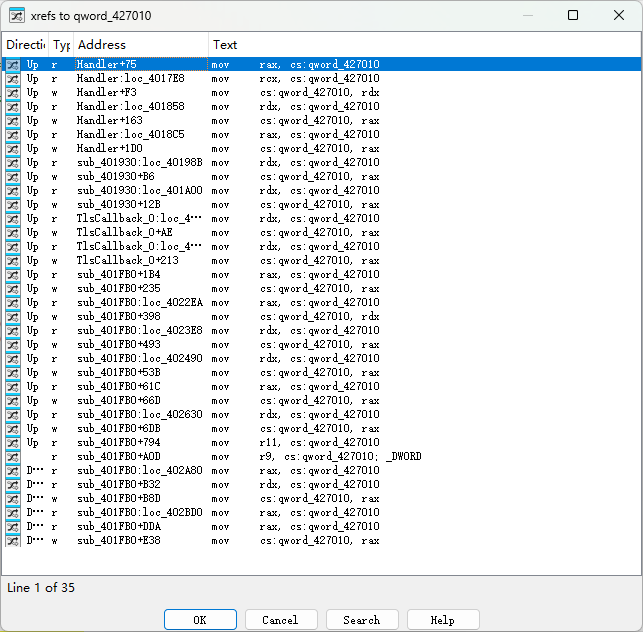 xrefs to qword_427010
Directic Typ Address Text
Up r Handler+75 mov rax, cs:qword_427010
Up r Handler:loc_4017E8 mov rcx, cs:qword_427010
Up w Handler+F3 mov cs:qword_427010, rdx
Up r Handler:loc_401858 mov rdx, cs:qword_427010
Up w Handler+163 mov cs:qword_427010, rax
Up r Handler:loc_4018C5 mov rax, cs:qword_427010
Up w Handler+1D0 mov cs:qword_427010, rax
Up r sub_401930:loc_40198B mov rdx, cs:qword_427010
Up w sub_401930+B6 mov cs:qword_427010, rax
Up r sub_401930:loc_401A00 mov rdx, cs:qword_427010
Up w sub_401930+12B mov cs:qword_427010, rax
Up r TlsCallback_0:loc_4··· mov rdx, cs:qword_427010
Up w TlsCallback_0+AE mov cs:qword_427010, rax
Up r TlsCallback_0:loc_4··· mov rdx, cs:qword_427010
Up w TlsCallback_0+213 mov cs:qword_427010, rax
Up r sub_401FB0+1B4 mov rax, cs:qword_427010
Up w sub_401FB0+235 mov cs:qword_427010, rax
Up r sub_401FB0:loc_4022EA mov rax, cs:qword_427010
Up w sub_401FB0+398 mov cs:qword_427010, rdx
Up r sub_401FB0:loc_4023E8 mov rdx, cs:qword_427010
Up w sub_401FB0+493 mov cs:qword_427010, rax
Up r sub_401FB0:loc_402490 mov rdx, cs:qword_427010
Up w sub_401FB0+53B mov cs:qword_427010, rax
Up r sub_401FB0+61C mov rax, cs:qword_427010
Up w sub_401FB0+66D mov cs:qword_427010, rax
Up r sub_401FB0:loc_402630 mov rdx, cs:qword_427010
Up w sub_401FB0+6DB mov cs:qword_427010, rax
Up r sub_401FB0+794 mov r11, cs:qword_427010
r sub_401FB0+A0D mov r9, cs:qword_427010; _DWORD
D··· r sub_401FB0:loc_402A80 mov rax, cs:qword_427010
D··· r sub_401FB0+B32 mov rdx, cs:qword_427010
D··· w sub_401FB0+B8D mov cs:qword_427010, rax
D··· r sub_401FB0:loc_402BD0 mov rax, cs:qword_427010
D··· r sub_401FB0+DDA mov rax, cs:qword_427010
D··· w sub_401FB0+E38 mov cs:qword_427010, rax
Line 1 of 35
OK Cancel Search Help